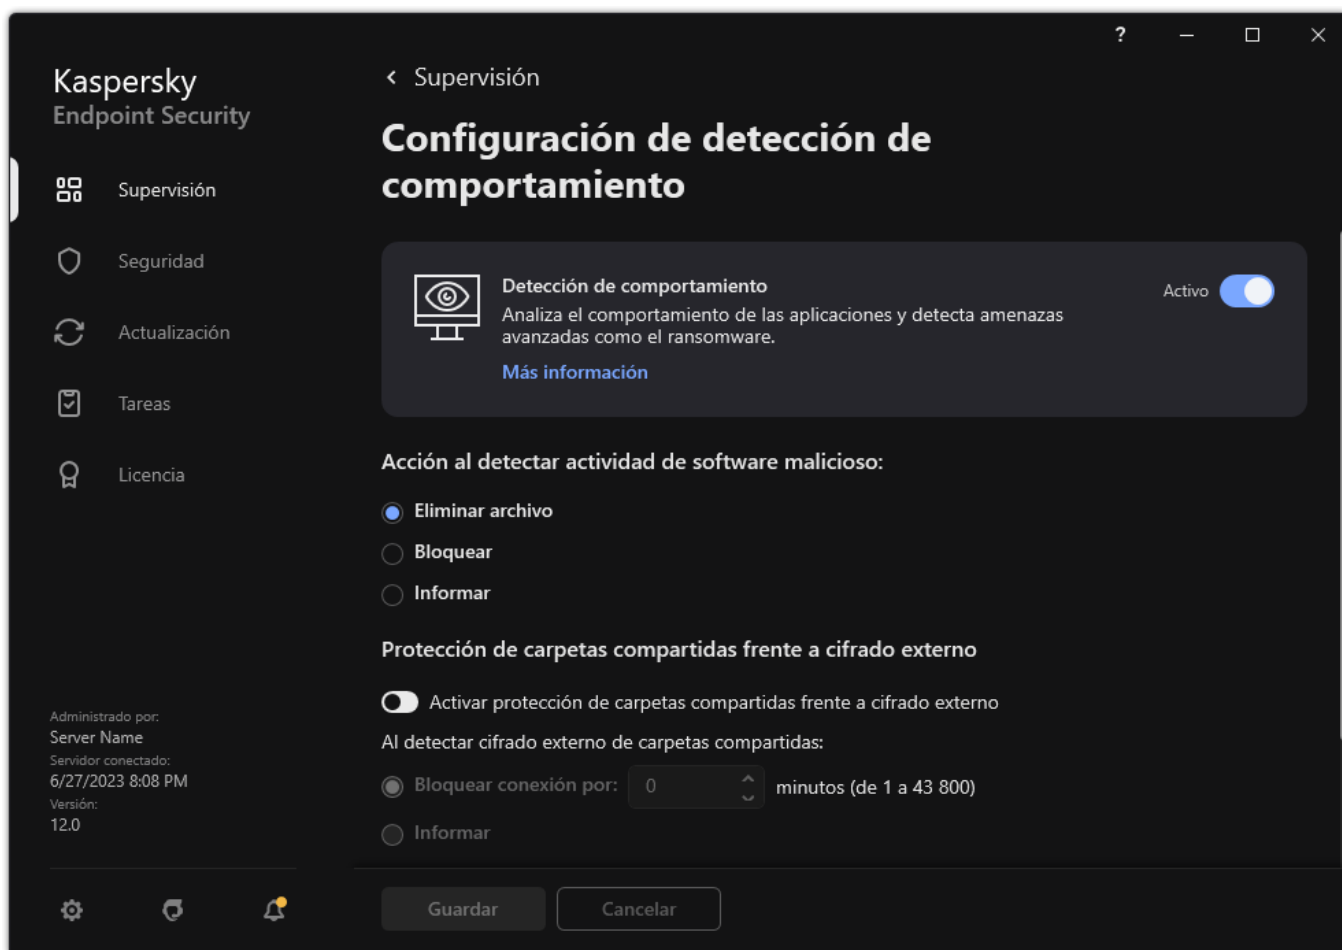 ?
Kaspersky
Endpoint Security
Supervisión
Seguridad
Actualización
Tareas
Licencia
Administrado por:
Server Name
Servidor conectado:
6/27/2023 8:08 PM
Versión:
12.0
Supervisión
Configuración de detección de
comportamiento
Detección de comportamiento
Activo
Analiza el comportamiento de las aplicaciones y detecta amenazas
avanzadas como el ransomware.
Más información
Acción al detectar actividad de software malicioso:
Eliminar archivo
Bloquear
Informar
Protección de carpetas compartidas frente a cifrado externo
Activar protección de carpetas compartidas frente a cifrado externo
Al detectar cifrado externo de carpetas compartidas:
Bloquear conexión por: 0 minutos (de 1 a 43 800)
Informar
Guardar Cancelar